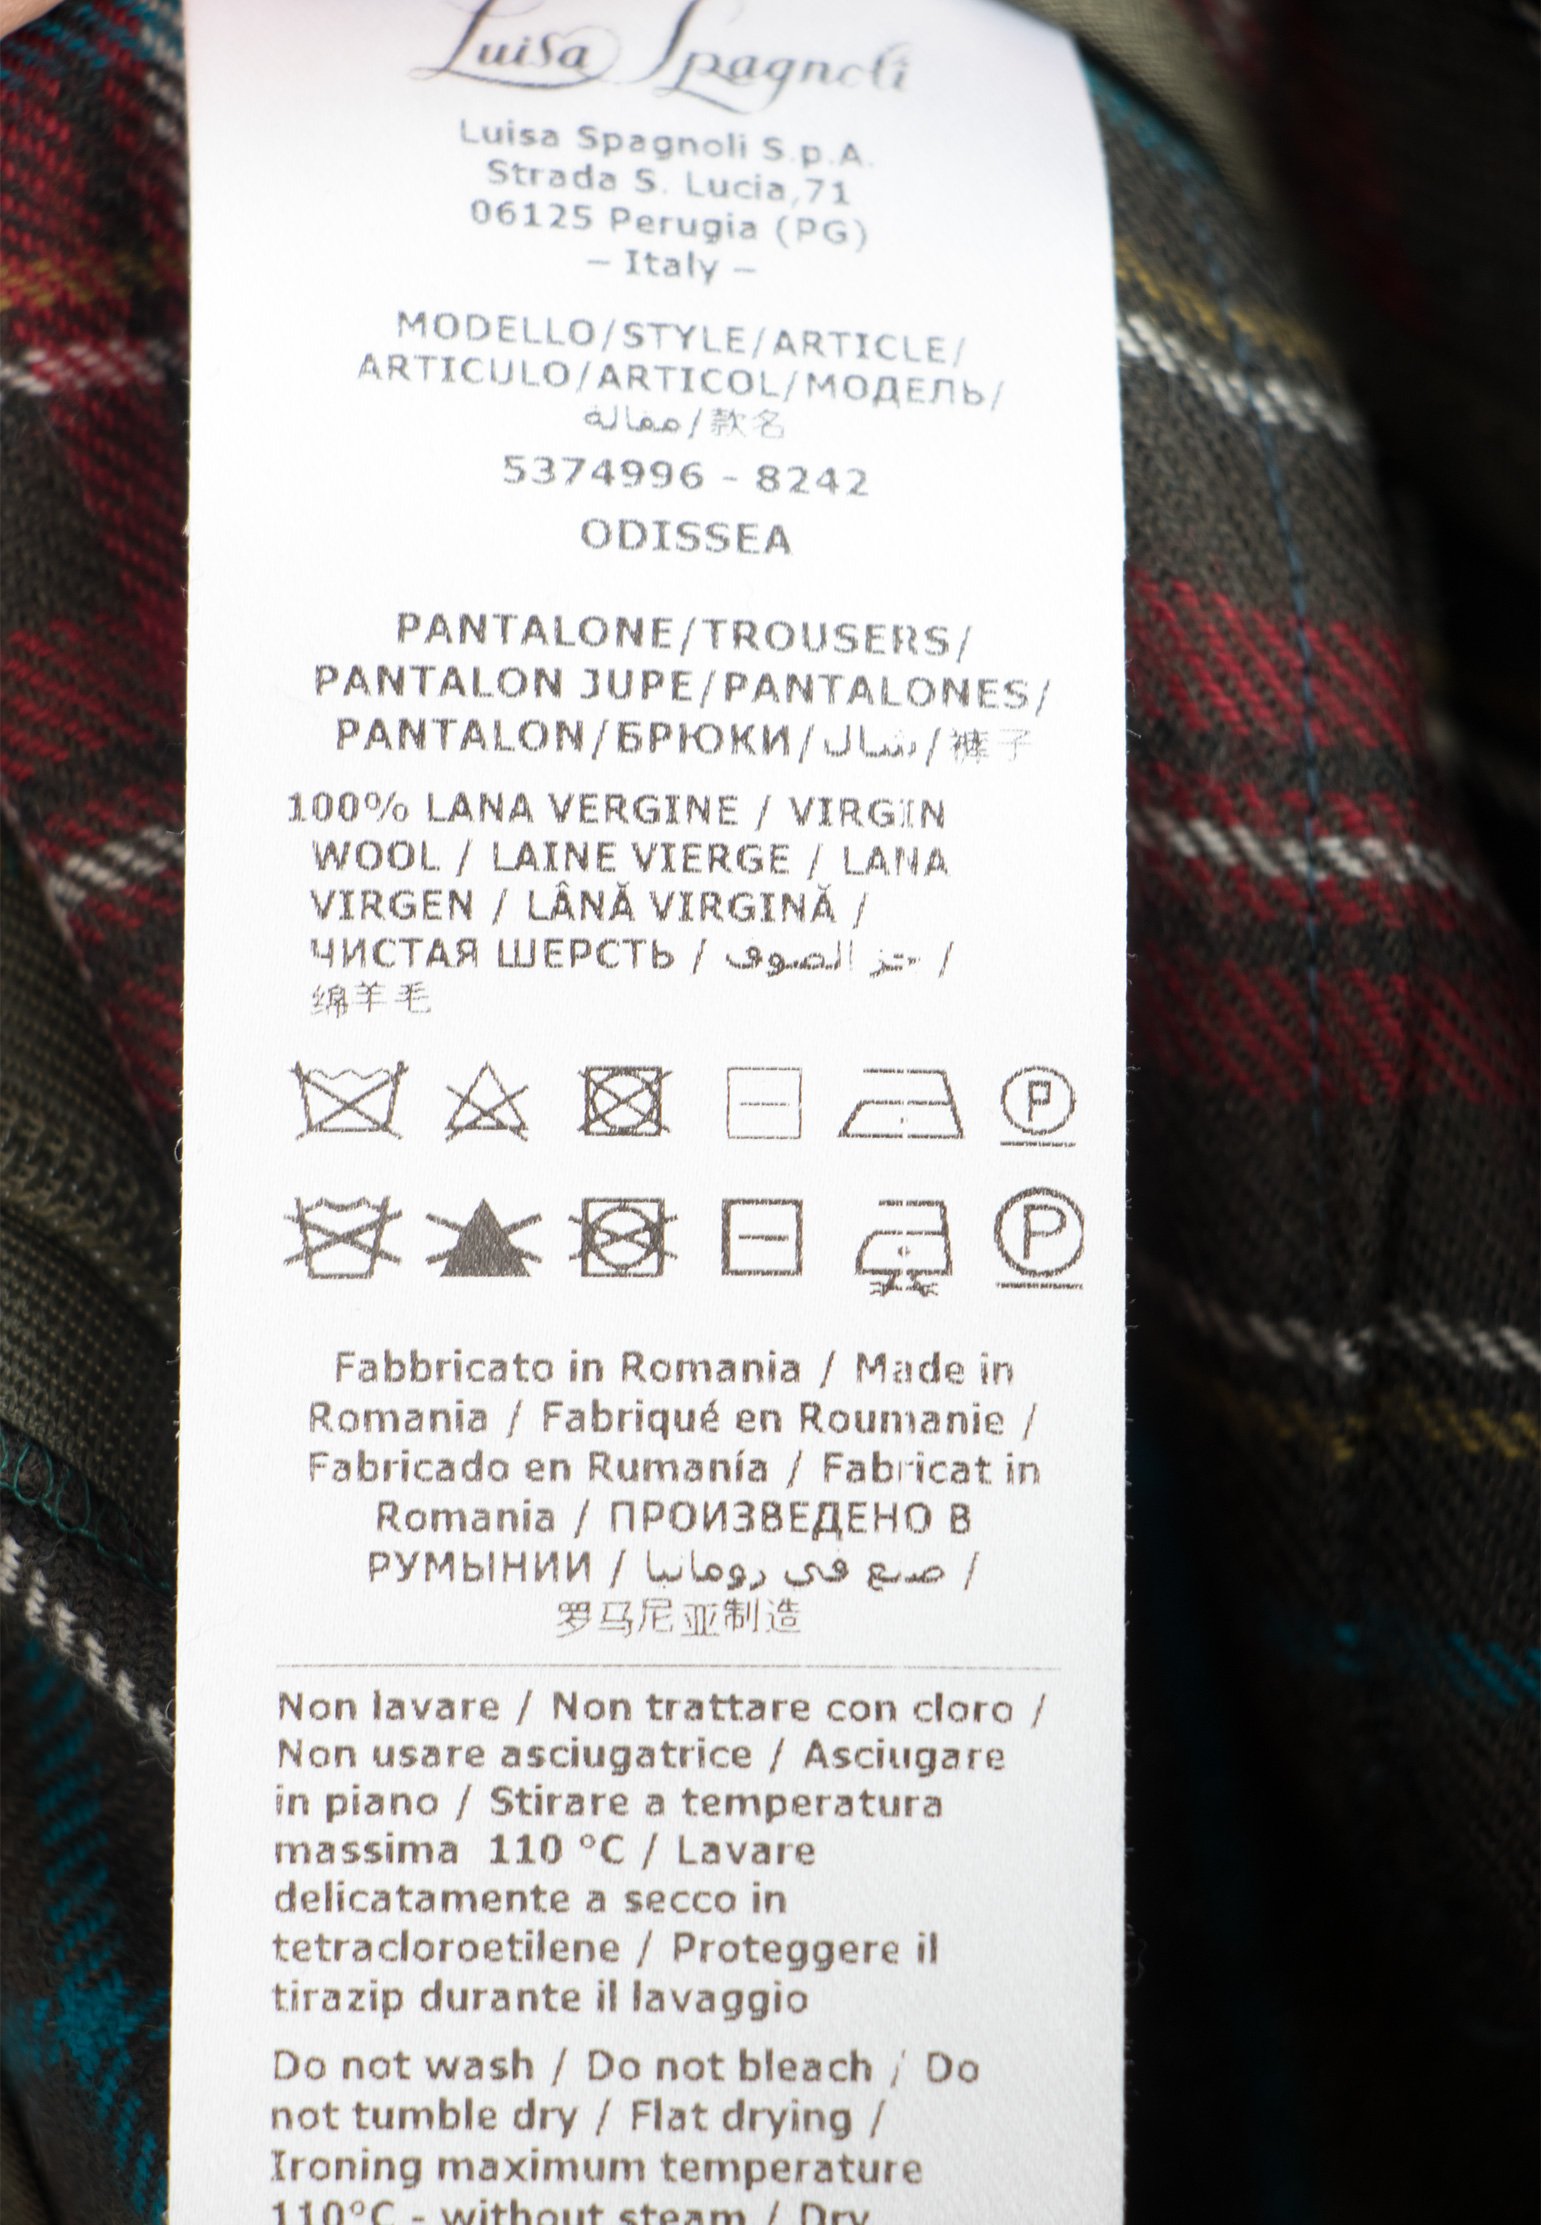 Luisa Spagnoli
Luisa Spagnoli S.p.A.
Strada S. Lucia,71
06125 Perugia (PG)
– Italy –
MODELLO/STYLE/ARTICLE/
ARTICULO/ARTICOL/МОДЕЛЬ/
مقالة/款名
5374996 - 8242
ODISSEA
PANTALONE/TROUSERS/
PANTALON JUPE/PANTALONES/
PANTALON/БРЮКИ/ /裤子
100% LANA VERGINE / VIRGIN
WOOL / LAINE VIERGE / LANA
VIRGEN / LÂNĂ VIRGINĂ /
ЧИСТАЯ ШЕРСТЬ / الصوف /
绵羊毛
P
P
Fabbricato in Romania / Made in
Romania / Fabriqué en Roumanie /
Fabricado en Rumanía / Fabricat in
Romania / ПРОИЗВЕДЕНО В
РУМЫНИИ / صنع في رومانيا /
罗马尼亚制造
Non lavare / Non trattare con cloro /
Non usare asciugatrice / Asciugare
in piano / Stirare a temperatura
massima 110 °C / Lavare
delicatamente a secco in
tetracloroetilene / Proteggere il
tirazip durante il lavaggio
Do not wash / Do not bleach / Do
not tumble dry / Flat drying /
Ironing maximum temperature
110°C - without steam / Dry